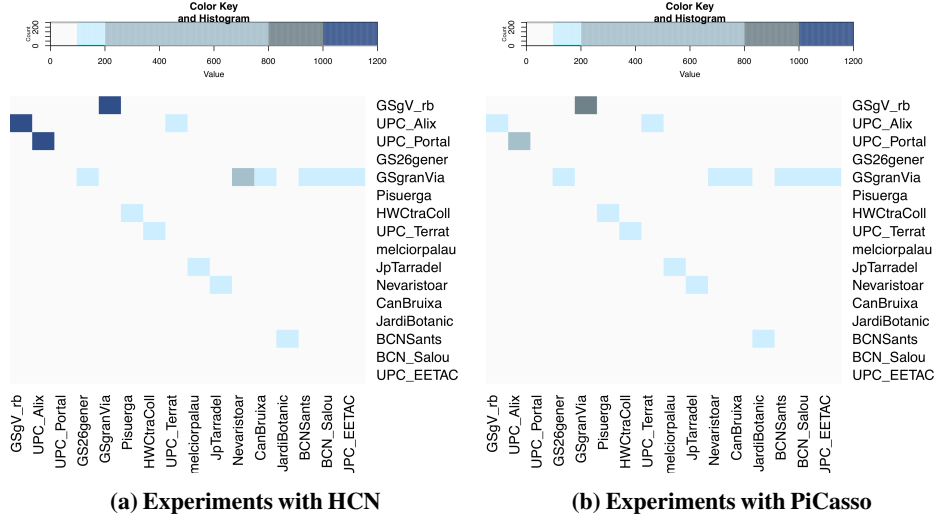 Color Key
and Histogram
Count
0 200
0 200 400 600 800 1000 1200
Value
GSgV_rb
UPC_Alix
UPC_Portal
GS26gener
GSgranVia
Pisuerga
HWCtraColl
UPC_Terrat
melciorpalau
JpTarradel
Nevaristoar
CanBruixa
JardiBotanic
BCNSants
BCN_Salou
UPC_EETAC
GSgV_rb
UPC_Alix
UPC_Portal
GS26gener
GSgranVia
Pisuerga
HWCtraColl
UPC_Terrat
melciorpalau
JpTarradel
Nevaristoar
CanBruixa
JardiBotanic
BCNSants
BCN_Salou
JPC_EETAC
(a) Experiments with HCN
Color Key
and Histogram
Count
0 200
0 200 400 600 800 1000 1200
Value
GSgV_rb
UPC_Alix
UPC_Portal
GS26gener
GSgranVia
Pisuerga
HWCtraColl
UPC_Terrat
melciorpalau
JpTarradel
Nevaristoar
CanBruixa
JardiBotanic
BCNSants
BCN_Salou
UPC_EETAC
GSgV_rb
UPC_Alix
UPC_Portal
GS26gener
GSgranVia
Pisuerga
HWCtraColl
UPC_Terrat
melciorpalau
JpTarradel
Nevaristoar
CanBruixa
JardiBotanic
BCNSants
BCN_Salou
JPC_EETAC
(b) Experiments with PiCasso